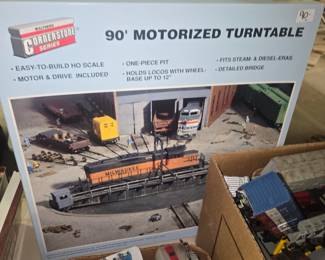 WALTHERS
CORNERSTONE
SERIES
90' MOTORIZED TURNTABLE
90-
•EASY-TO-BUILD HO SCALE
•MOTOR & DRIVE INCLUDED
•ONE-PIECE PIT
•HOLDS LOCOS WITH WHEEL-
BASE UP TO 12"
•FITS STEAM- & DIESEL-ERAS
•DETAILED BRIDGE
MILWAUKEE